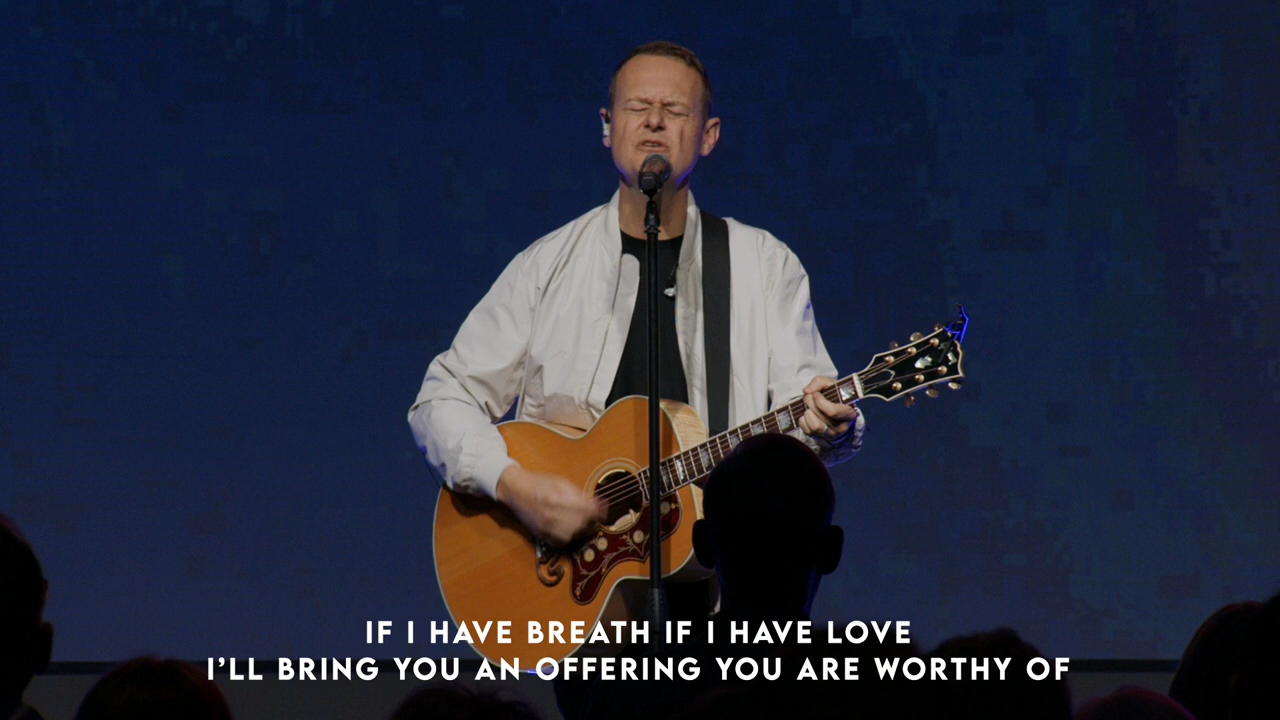 IF I HAVE BREATH IF I HAVE LOVE
I’LL BRING YOU AN OFFERING YOU ARE WORTHY OF